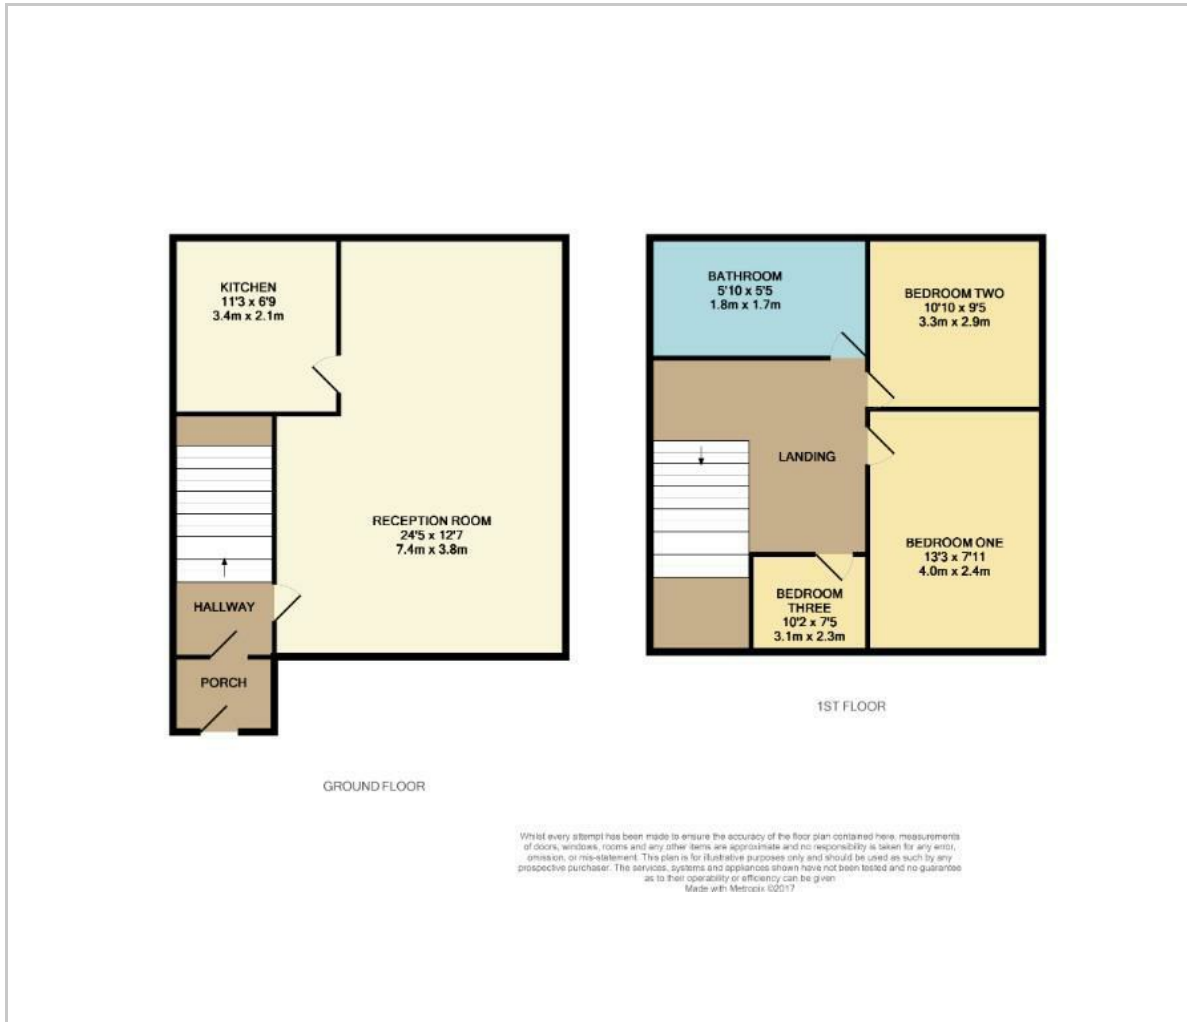 KITCHEN
11'3 x 6'9
3.4m x 2.1m
RECEPTION ROOM
24'5 x 12'7
7.4m x 3.8m
HALLWAY
PORCH
GROUND FLOOR
BATHROOM
5'10 x 5'5
1.8m x 1.7m
BEDROOM TWO
10'10 x 9'5
3.3m x 2.9m
LANDING
BEDROOM ONE
13'3 x 7'11
4.0m x 2.4m
BEDROOM
THREE
10'2 x 7'5
3.1m x 2.3m
1ST FLOOR
Whilst every attempt has been made to ensure the accuracy of the floor plan contained here, measurements
of doors, windows, rooms and any other items are approximate and no responsibility is taken for any error,
omission, or mis-statement. This plan is for illustrative purposes only and should be used as such by any
prospective purchaser. The services, systems and appliances shown have not been tested and no guarantee
as to their operability or efficiency can be given
Made with Metropix ©2017